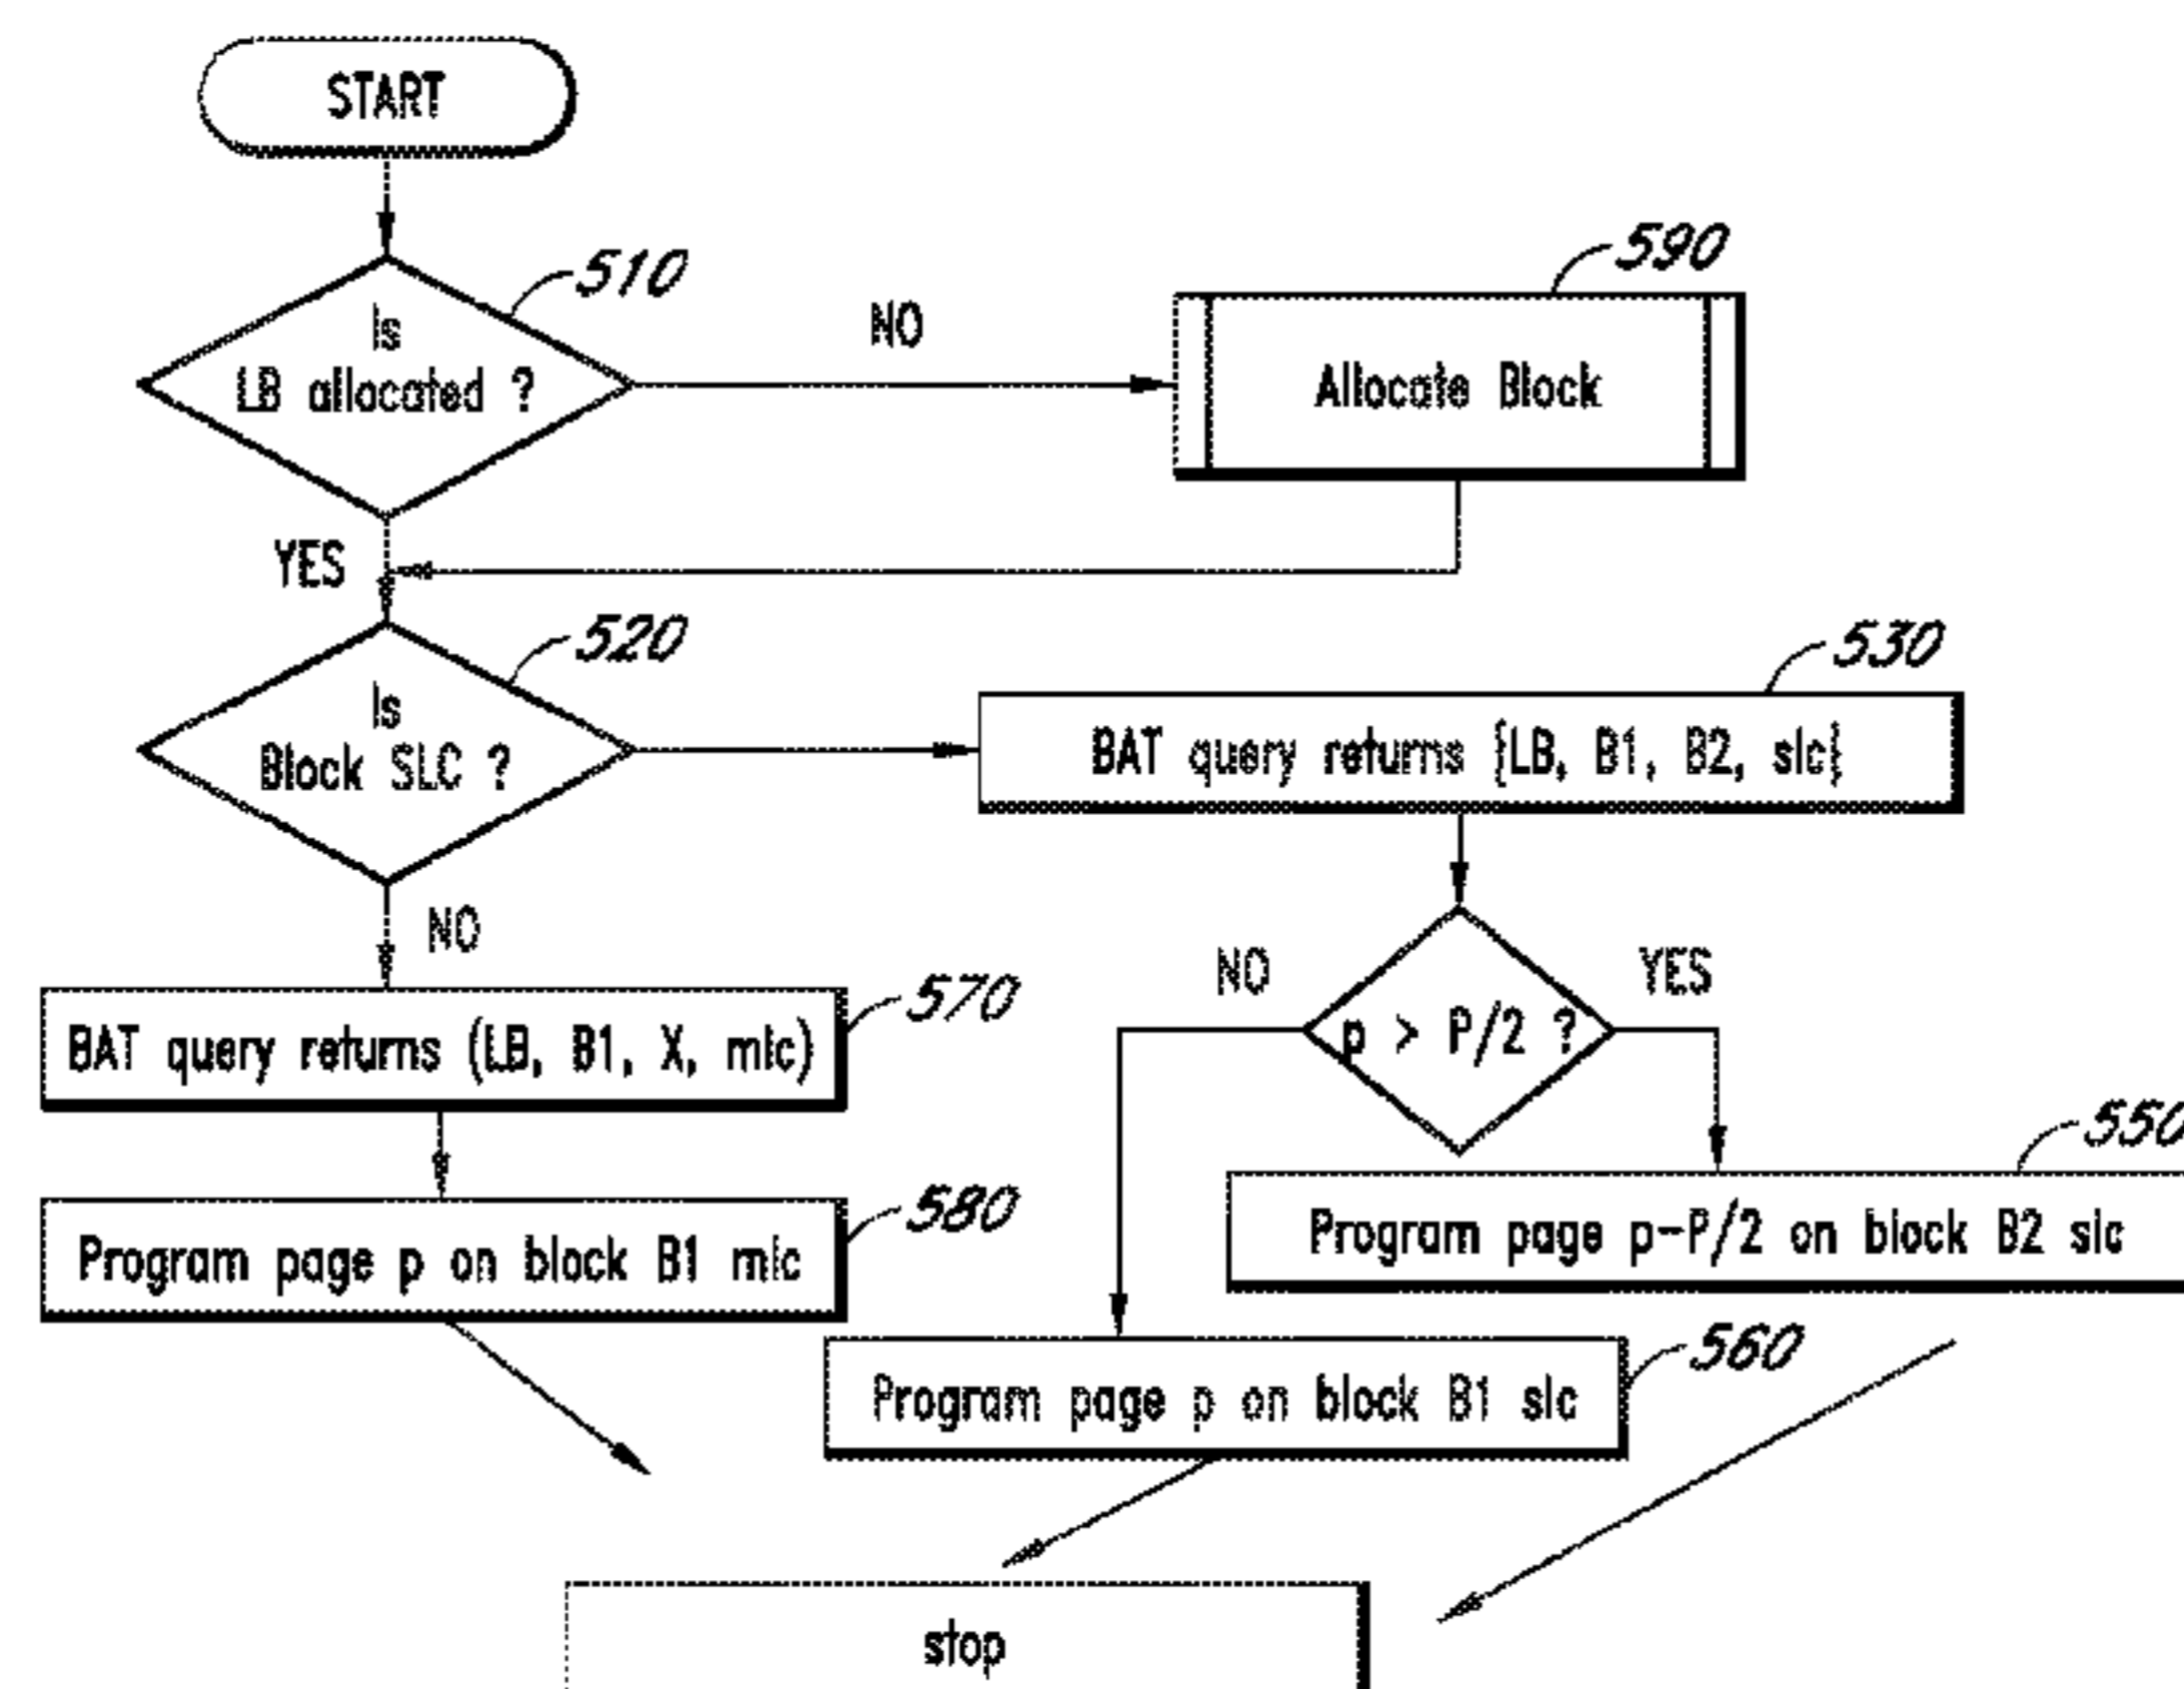 START
510
Is
LB allocated ?
NO
590
Allocate Block
YES
520
Is
Block SLC ?
530
BAT query returns {LB, B1, B2, slc}
NO
NO
p > P/2 ?
YES
570
BAT query returns (LB, B1, X, mlc)
550
Program page p-P/2 on block B2 slc
580
Program page p on block B1 mlc
560
Program page p on block B1 slc
stop